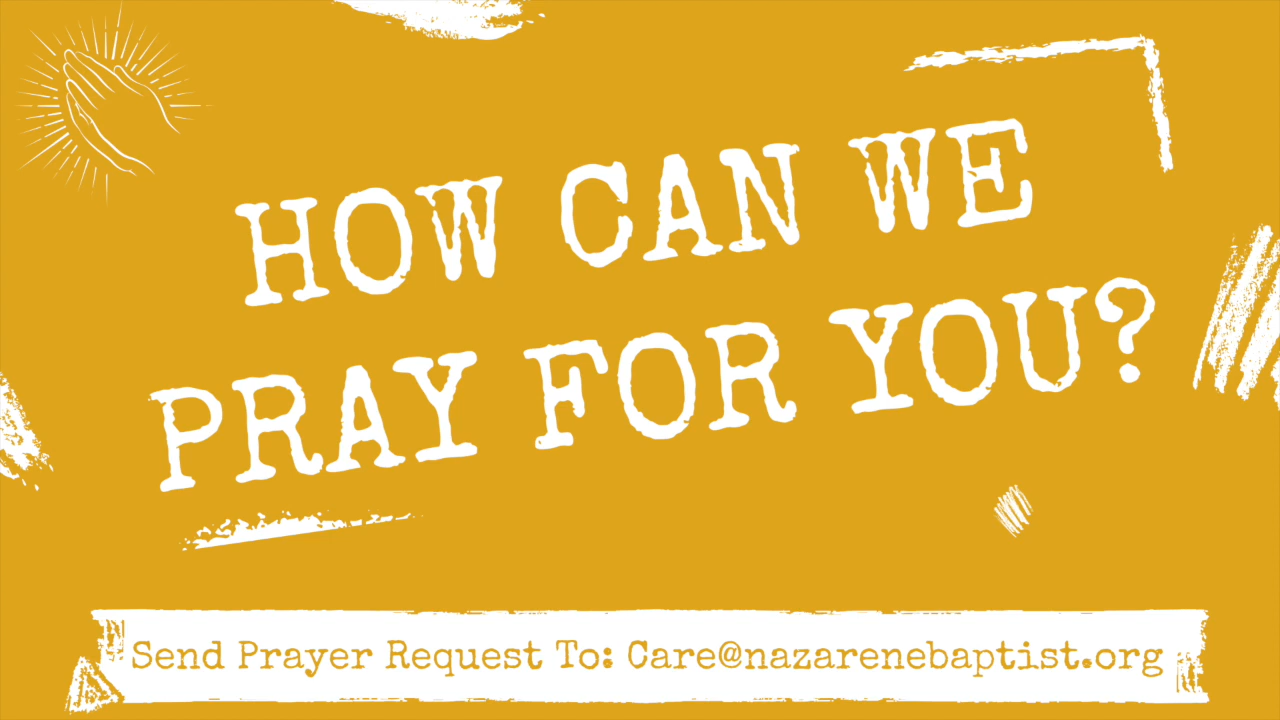 HOW CAN WE
PRAY FOR YOU?
Send Prayer Request To: Care@nazarenebaptist.org